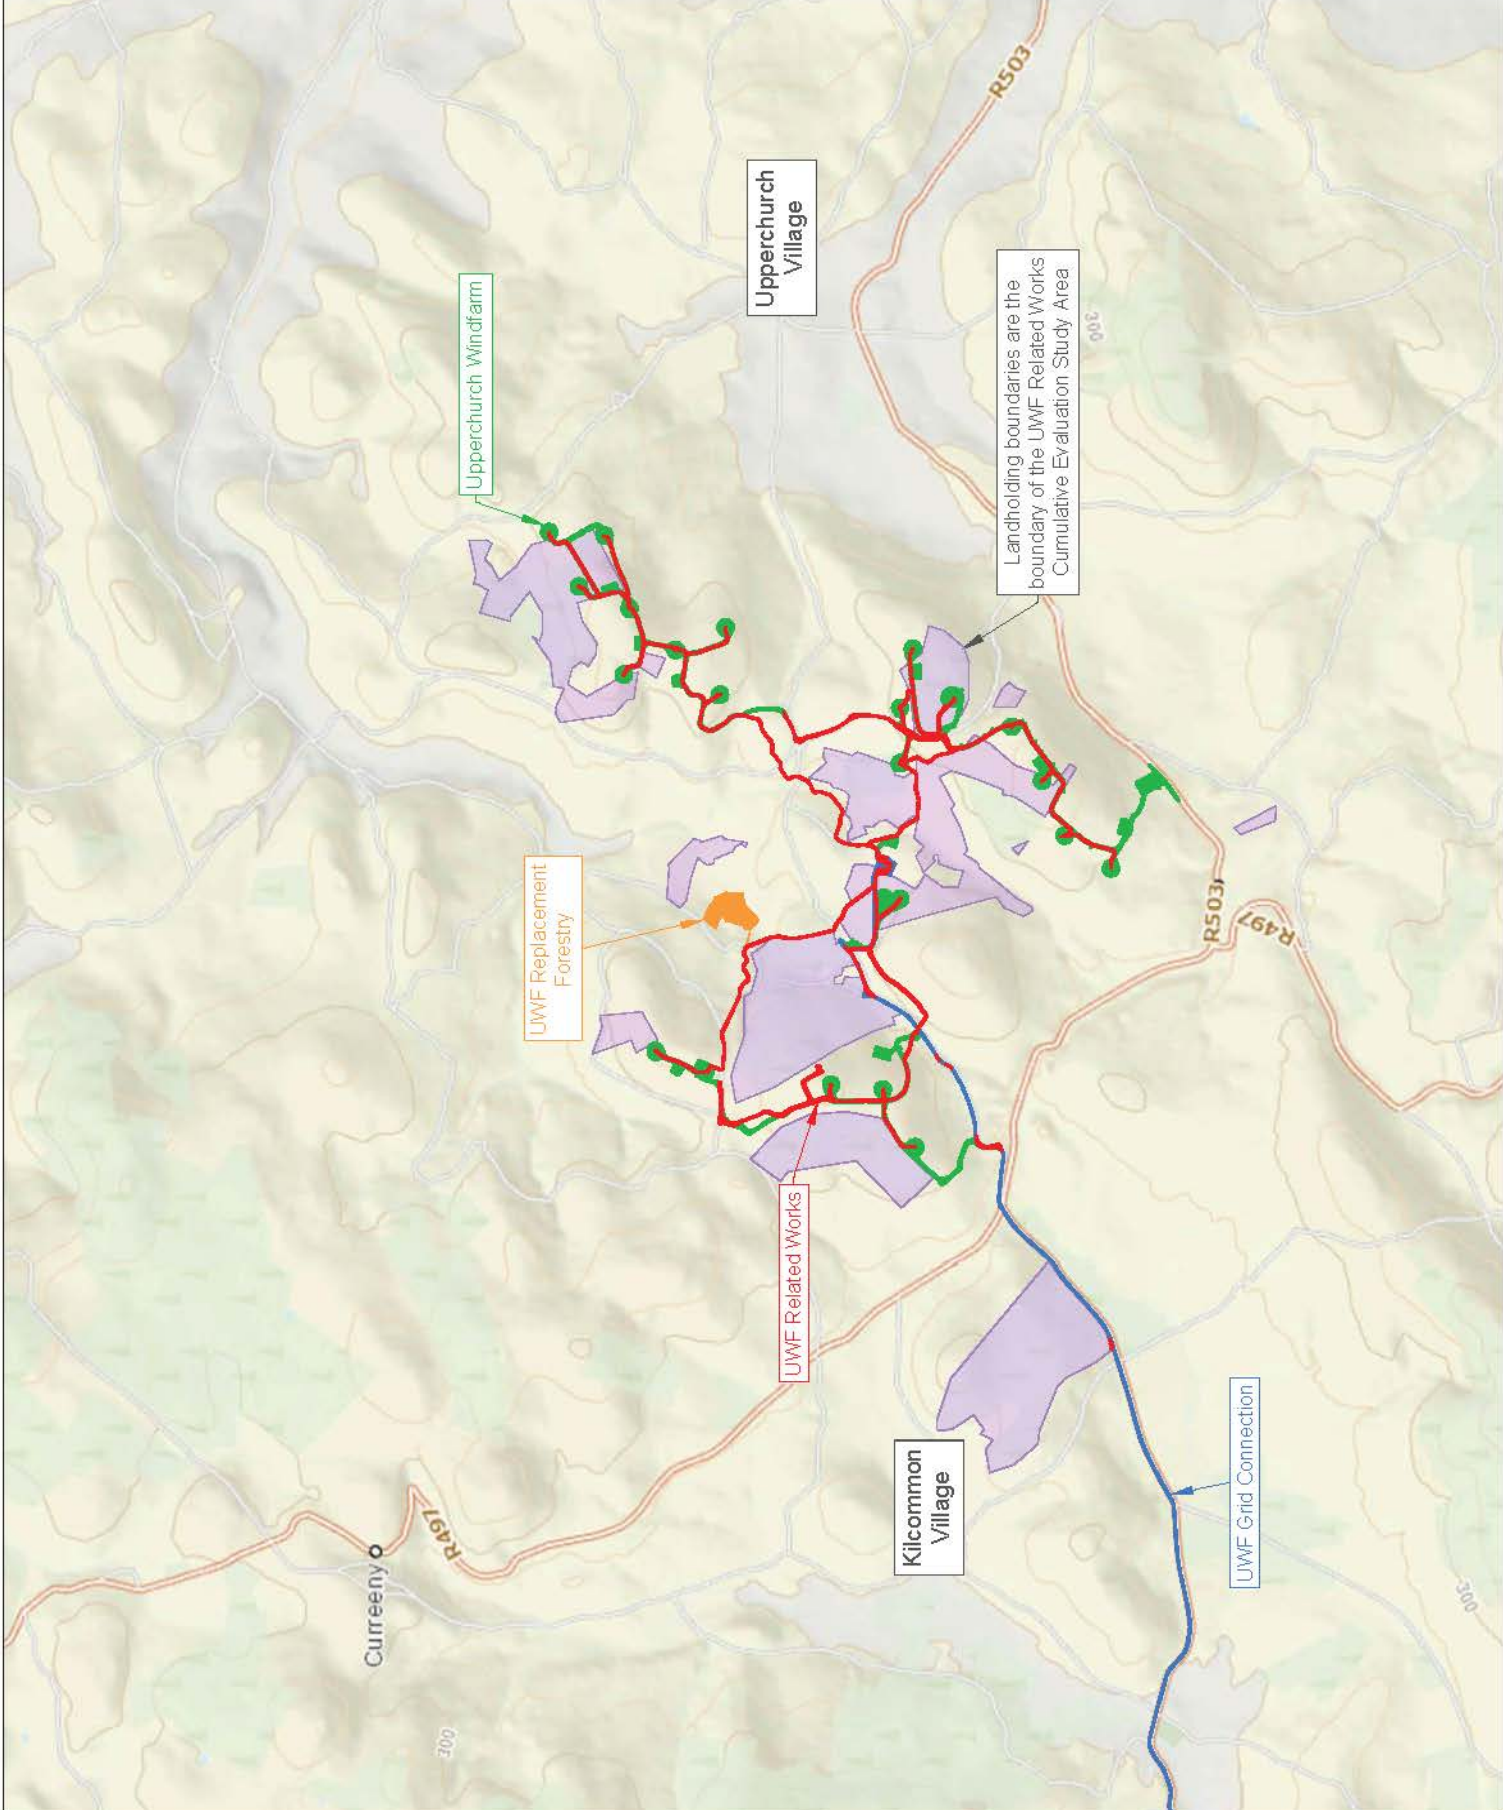 R503
Upperchurch
Village
Upperchurch Windfarm
Landholding boundaries are the
boundary of the UWF Related Works
Cumulative Evaluation Study Area
300
UWF Replacement
Forestry
R503
R497
UWF Related Works
Kilcommon
Village
UWF Grid Connection
R497
Curreeny
300
300